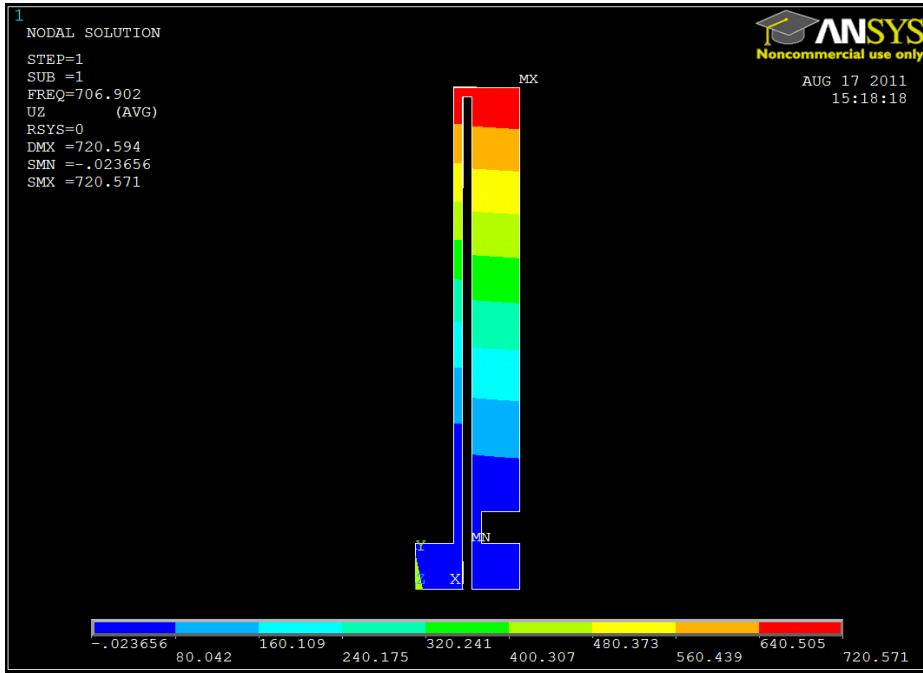 1
NODAL SOLUTION
STEP=1
SUB =1
FREQ=706.902
UZ (AVG)
RSYS=0
DMX =720.594
SMN =-.023656
SMX =720.571
ANSYS
Noncommercial use only
AUG 17 2011
15:18:18
MX
MN
Y
Z X
-.023656 160.109 320.241 480.373 640.505
80.042 240.175 400.307 560.439 720.571